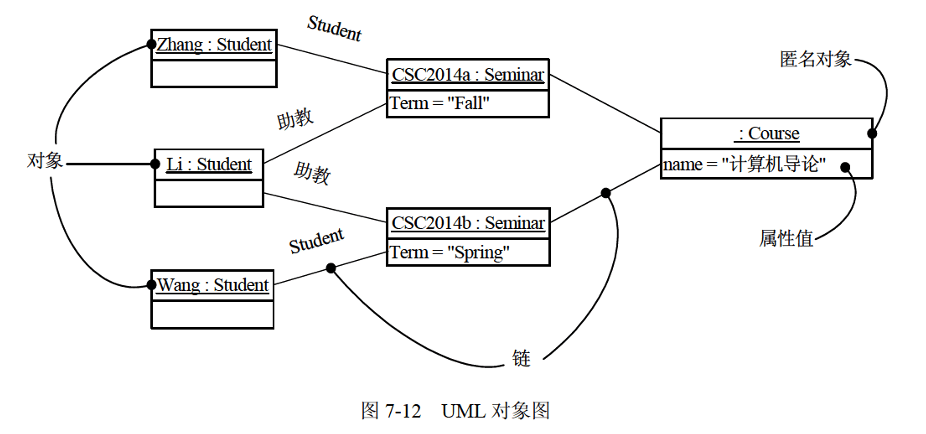 Student
Zhang : Student
CSC2014a : Seminar
Term = "Fall"
匿名对象
助教
: Course
name = "计算机导论"
对象
Li : Student
助教
CSC2014b : Seminar
Term = "Spring"
属性值
Student
Wang : Student
链
图 7-12 UML 对象图